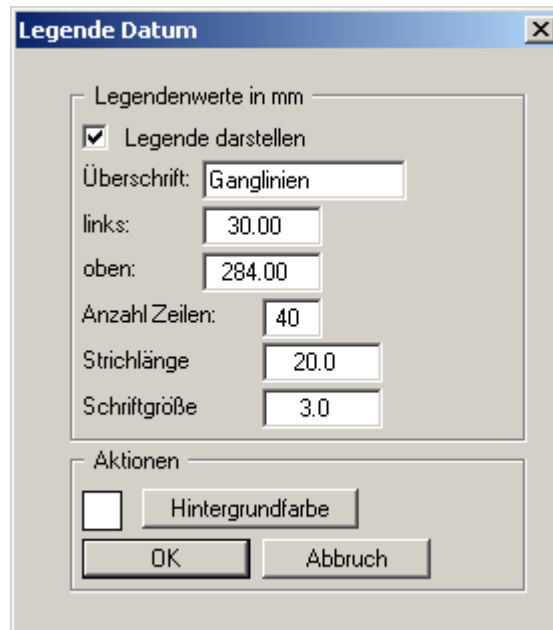 Legende Datum
Legendenwerte in mm
Legende darstellen
Überschrift: Ganglinien
links: 30.00
oben: 284.00
Anzahl Zeilen: 40
Strichlänge 20.0
Schriftgröße 3.0
Aktionen
Hintergrundfarbe
OK Abbruch